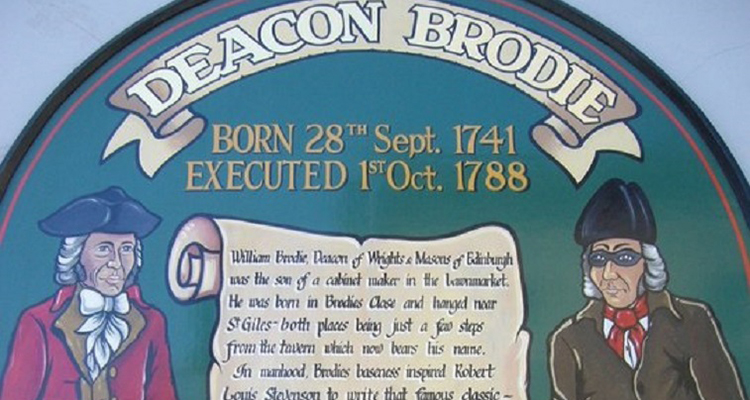 DEACON BRODIE
BORN 28TH Sept. 1741
EXECUTED 1ST Oct. 1788
William Brodie, Deacon of Wrights & Masons of Edinburgh
was the son of a cabinet maker in the Lawnmarket.
He was born in Brodies Close and hanged near
St Giles - both places being just a few steps
from the tavern which now bears his name.
In manhood, Brodies baseness inspired Robert
Louis Stevenson to write that famous classic -